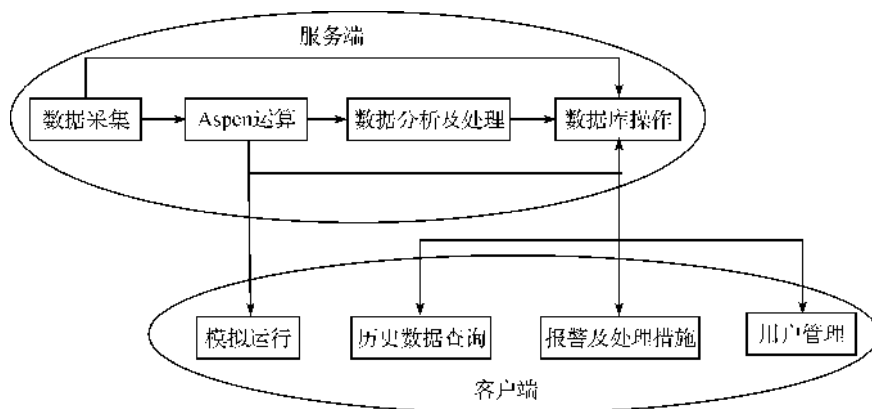 服务端
数据采集
Aspen运算
数据分析及处理
数据库操作
模拟运行
历史数据查询
报警及处理措施
用户管理
客户端